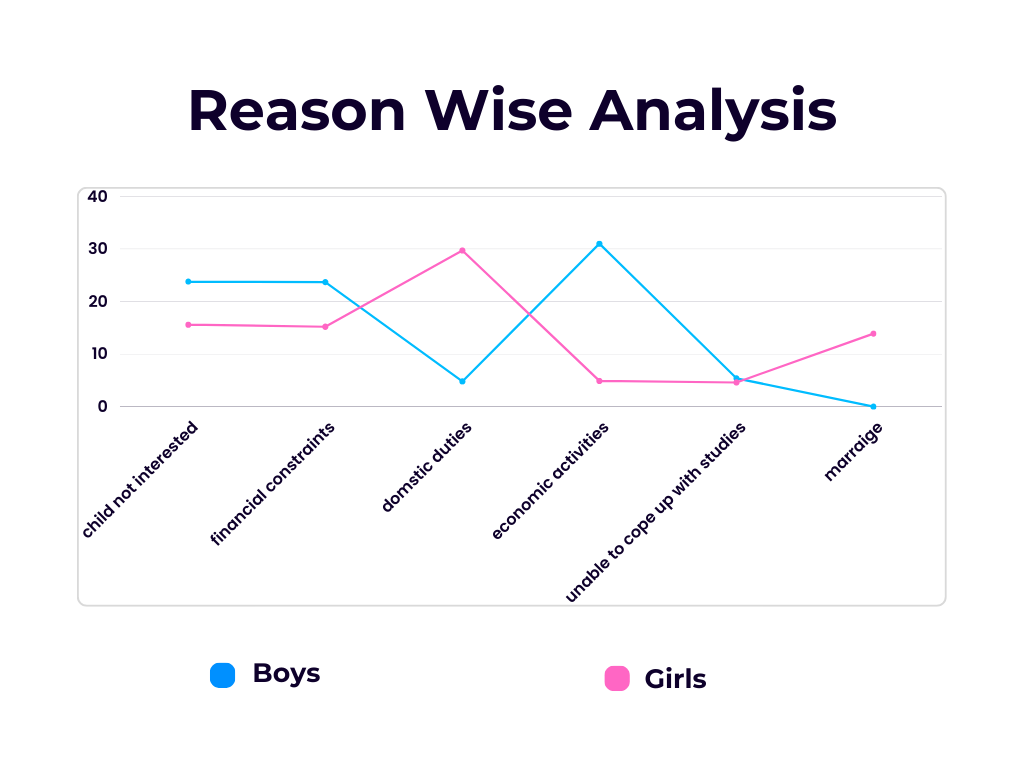 Reason Wise Analysis
40
30
20
10
0
child not interested
financial constraints
domstic duties
economic activities
unable to cope up with studies
marraige
Boys
Girls